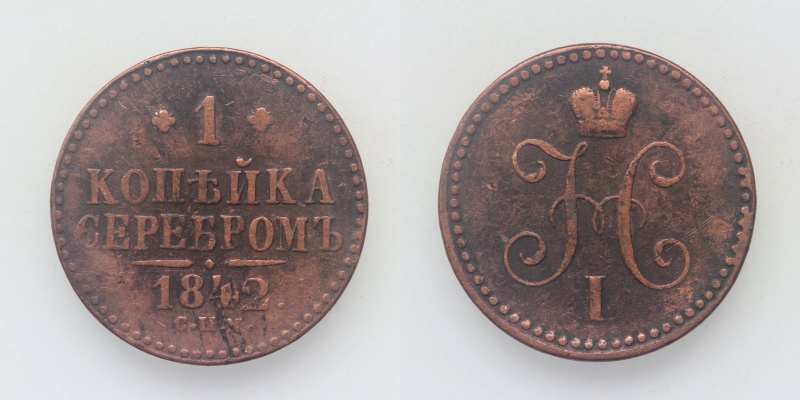 1
КОПѢЙКА
СЕРЕБРОМЪ
1842.
С.П.М.
Н
I